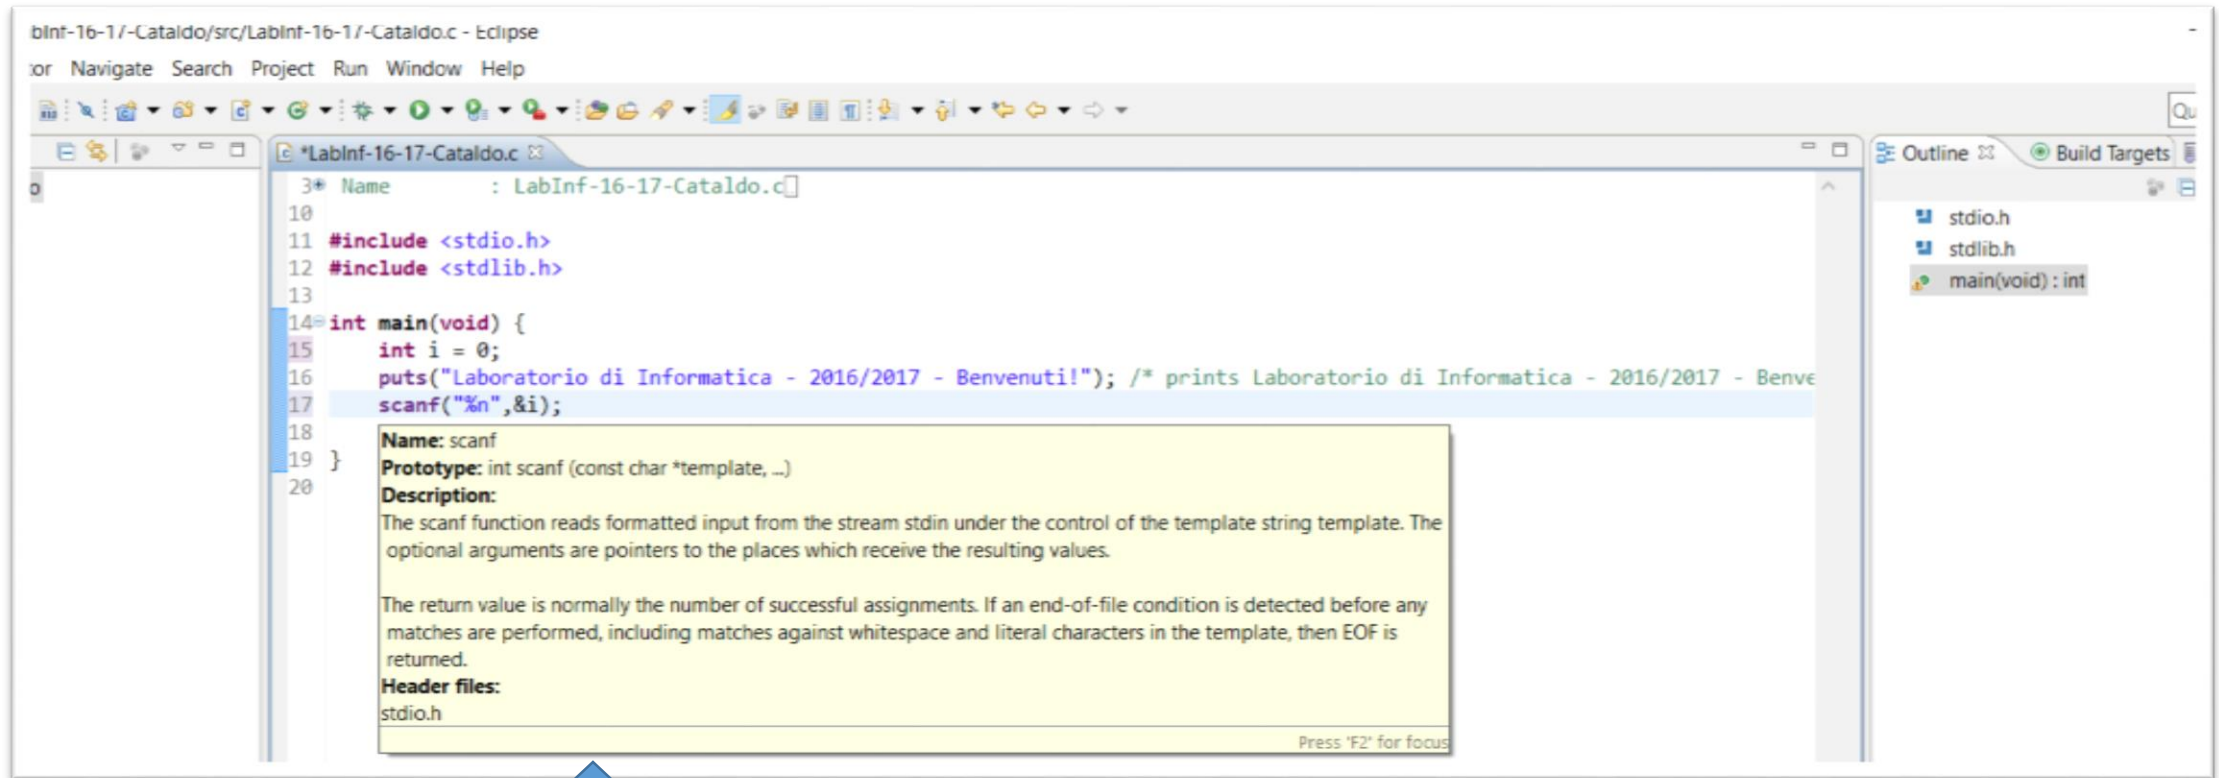 bInf-16-17-Cataldo/src/LabInf-16-17-Cataldo.c - Eclipse
tor Navigate Search Project Run Window Help
Qu
*LabInf-16-17-Cataldo.c
Outline Build Targets
o
3 Name : LabInf-16-17-Cataldo.c
10
11 #include <stdio.h>
12 #include <stdlib.h>
13
14 int main(void) {
15 int i = 0;
16 puts("Laboratorio di Informatica - 2016/2017 - Benvenuti!"); /* prints Laboratorio di Informatica - 2016/2017 - Benve
17 scanf("%n",&i);
18
19 }
20
Name: scanf
Prototype: int scanf (const char *template, ...)
Description:
The scanf function reads formatted input from the stream stdin under the control of the template string template. The
optional arguments are pointers to the places which receive the resulting values.
The return value is normally the number of successful assignments. If an end-of-file condition is detected before any
matches are performed, including matches against whitespace and literal characters in the template, then EOF is
returned.
Header files:
stdio.h
Press 'F2' for focus
stdio.h
stdlib.h
main(void) : int